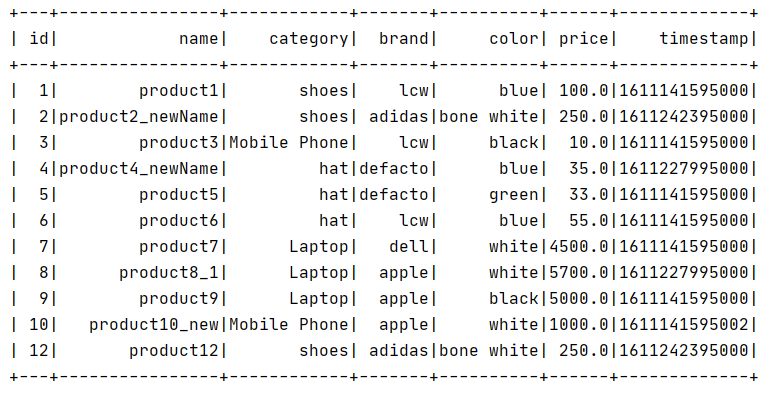 +---+----------------+------------+-------+----------+------+-------------+
| id|            name|    category|  brand|     color| price|    timestamp|
+---+----------------+------------+-------+----------+------+-------------+
|  1|        product1|       shoes|    lcw|      blue| 100.0|1611141595000|
|  2|product2_newName|       shoes| adidas|bone white| 250.0|1611242395000|
|  3|        product3|Mobile Phone|    lcw|     black|  10.0|1611141595000|
|  4|product4_newName|         hat|defacto|      blue|  35.0|1611227995000|
|  5|        product5|         hat|defacto|     green|  33.0|1611141595000|
|  6|        product6|         hat|    lcw|      blue|  55.0|1611141595000|
|  7|        product7|      Laptop|   dell|     white|4500.0|1611141595000|
|  8|      product8_1|      Laptop|  apple|     white|5700.0|1611227995000|
|  9|        product9|      Laptop|  apple|     black|5000.0|1611141595000|
| 10|   product10_new|Mobile Phone|  apple|     white|1000.0|1611141595002|
| 12|       product12|       shoes| adidas|bone white| 250.0|1611242395000|
+---+----------------+------------+-------+----------+------+-------------+